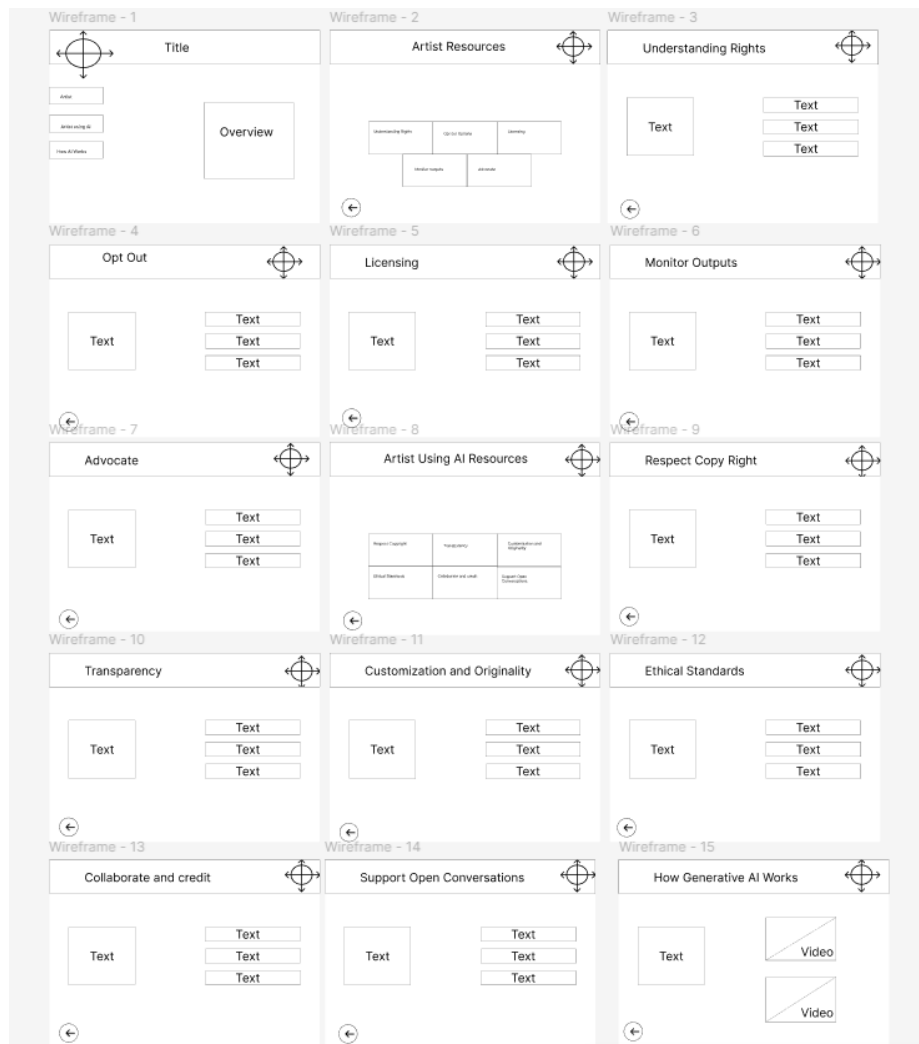 Wireframe - 1
Title
Artist
Artist using AI
How AI Works
Overview
Wireframe - 2
Artist Resources
Understanding Rights
Opt Out Options
Licensing
Monitor outputs
Advocate
Wireframe - 3
Understanding Rights
Text
Text
Text
Text
Wireframe - 4
Opt Out
Text
Text
Text
Text
Wireframe - 5
Licensing
Text
Text
Text
Text
Wireframe - 6
Monitor Outputs
Text
Text
Text
Text
Wireframe - 7
Advocate
Text
Text
Text
Text
Wireframe - 8
Artist Using AI Resources
Respect Copyright
Transparency
Customization and
Originality
Ethical Standards
Collaborate and credit
Support Open
Conversations
Wireframe - 9
Respect Copy Right
Text
Text
Text
Text
Wireframe - 10
Transparency
Text
Text
Text
Text
Wireframe - 11
Customization and Originality
Text
Text
Text
Text
Wireframe - 12
Ethical Standards
Text
Text
Text
Text
Wireframe - 13
Collaborate and credit
Text
Text
Text
Text
Wireframe - 14
Support Open Conversations
Text
Text
Text
Text
Wireframe - 15
How Generative AI Works
Text
Video
Video